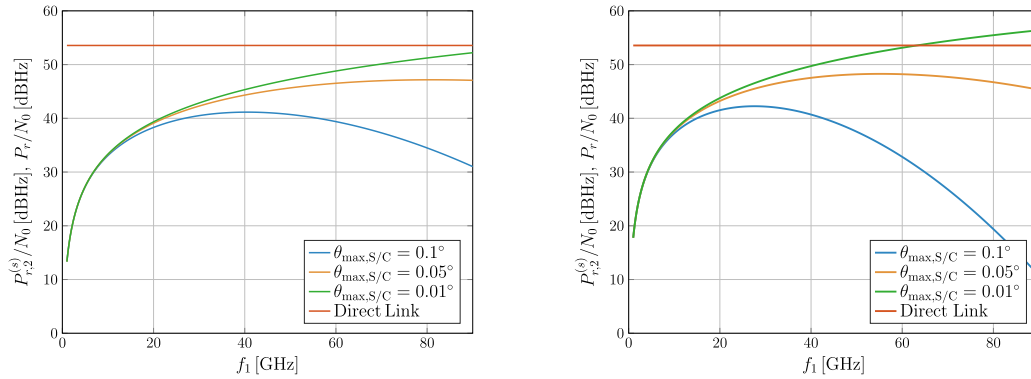 60
50
40
30
20
10
0
0 20 40 60 80
P_{r,2}^{(s)}/N_0 [dBHz], P_r/N_0 [dBHz]
f_1 [GHz]
θ_{max,S/C} = 0.1°
θ_{max,S/C} = 0.05°
θ_{max,S/C} = 0.01°
Direct Link
60
50
40
30
20
10
0
0 20 40 60 80
P_{r,2}^{(s)}/N_0 [dBHz], P_r/N_0 [dBHz]
f_1 [GHz]
θ_{max,S/C} = 0.1°
θ_{max,S/C} = 0.05°
θ_{max,S/C} = 0.01°
Direct Link